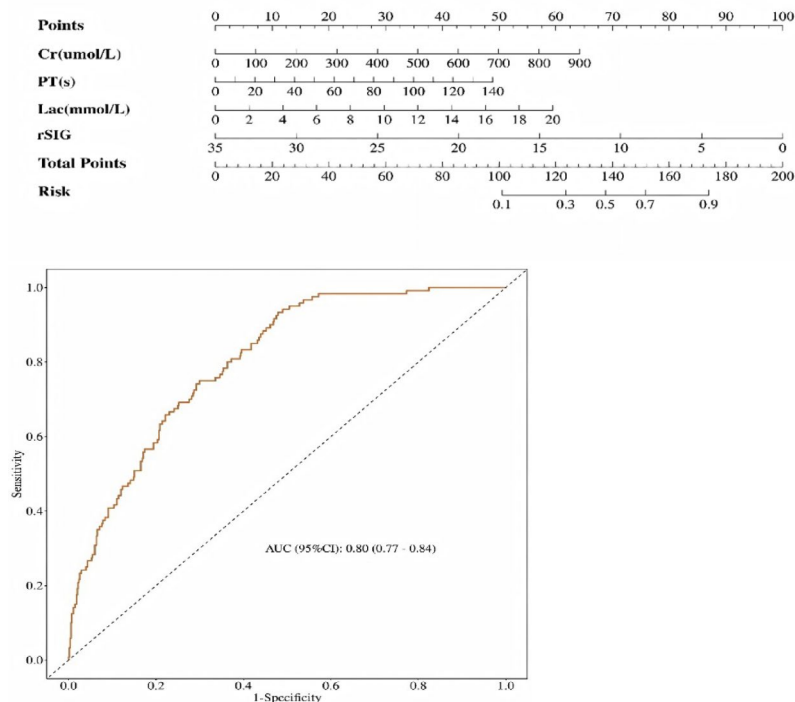 Points 0 10 20 30 40 50 60 70 80 90 100
Cr(umol/L) 0 100 200 300 400 500 600 700 800 900
PT(s) 0 20 40 60 80 100 120 140
Lac(mmol/L) 0 2 4 6 8 10 12 14 16 18 20
rSIG 35 30 25 20 15 10 5 0
Total Points 0 20 40 60 80 100 120 140 160 180 200
Risk 0.1 0.3 0.5 0.7 0.9
1.0
0.8
0.6
Sensitivity
0.4
AUC (95%CI): 0.80 (0.77 - 0.84)
0.2
0.0
0.0 0.2 0.4 0.6 0.8 1.0
1-Specificity